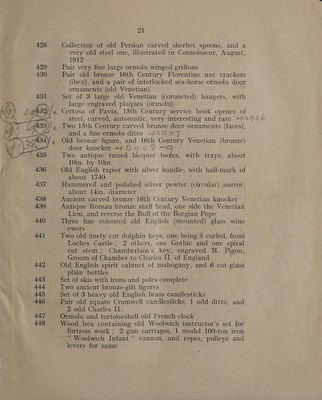 21
428 Collection of old Persian carved sherbet spoons, and a
very old steel one, illustrated in Connoisseur, August,
1912
429 Pair very fine large ormolu winged griffons
430 Pair old bronze 16th Century Florentine nut crackers
(ibex), and a pair of interlocked sea-horse ormolu door
ornaments (old Venetian)
431 Set of 3 large old Venetian (coroneted) hangers, with
large engraved plaques (ormolu)
432 Certosa of Pavia, 15th Century service book opener of
steel, carved, automatic, very interesting and rare
433 Two 15th Century carved bronze door ornaments (faces),
and a fine ormolu ditto
434 Old bronze figure, and 16th Century Venetian (bronze)
door knocker
435 Two antique raised lacquer boxes, with trays, about
10in. by 10in.
436 Old English rapier with silver handle, with hall-mark of
about 1740
437 Hammered and polished silver pewter (circular) mirror,
about 14in. diameter
438 Ancient carved bronze 16th Century Venetian knocker
439 Antique Roman bronze staff head, one side the Venetian
Lion, and reverse the Bull of the Borgian Pope
440 Three fine coloured old English (mounted) glass wine
ewers
441 Two old finely cut dolphin keys, one being S curled, from
Loches Castle ; 2 others, one Gothic and one spiral
cut stem ; Chamberlain's key, engraved M. Pigou,
Groom of Chamber to Charles II. of England
442 Old English spirit cabinet of mahogany, and 6 cut-glass
plain bottles
443 Set of skis with irons and poles complete
444 Two ancient bronze-gilt figures
445 Set of 3 heavy old English brass candlesticks
446 Pair old square Cromwell candlesticks, 1 odd ditto, and
2 odd Charles II.
447 Ormolu and tortoiseshell old French clock
448 Wood box containing old Woolwich instructor's set for
fortress work ; 2 gun carriages, 1 model 100-ton iron
" Woolwich Infant " cannon, and ropes, pulleys and
levers for same